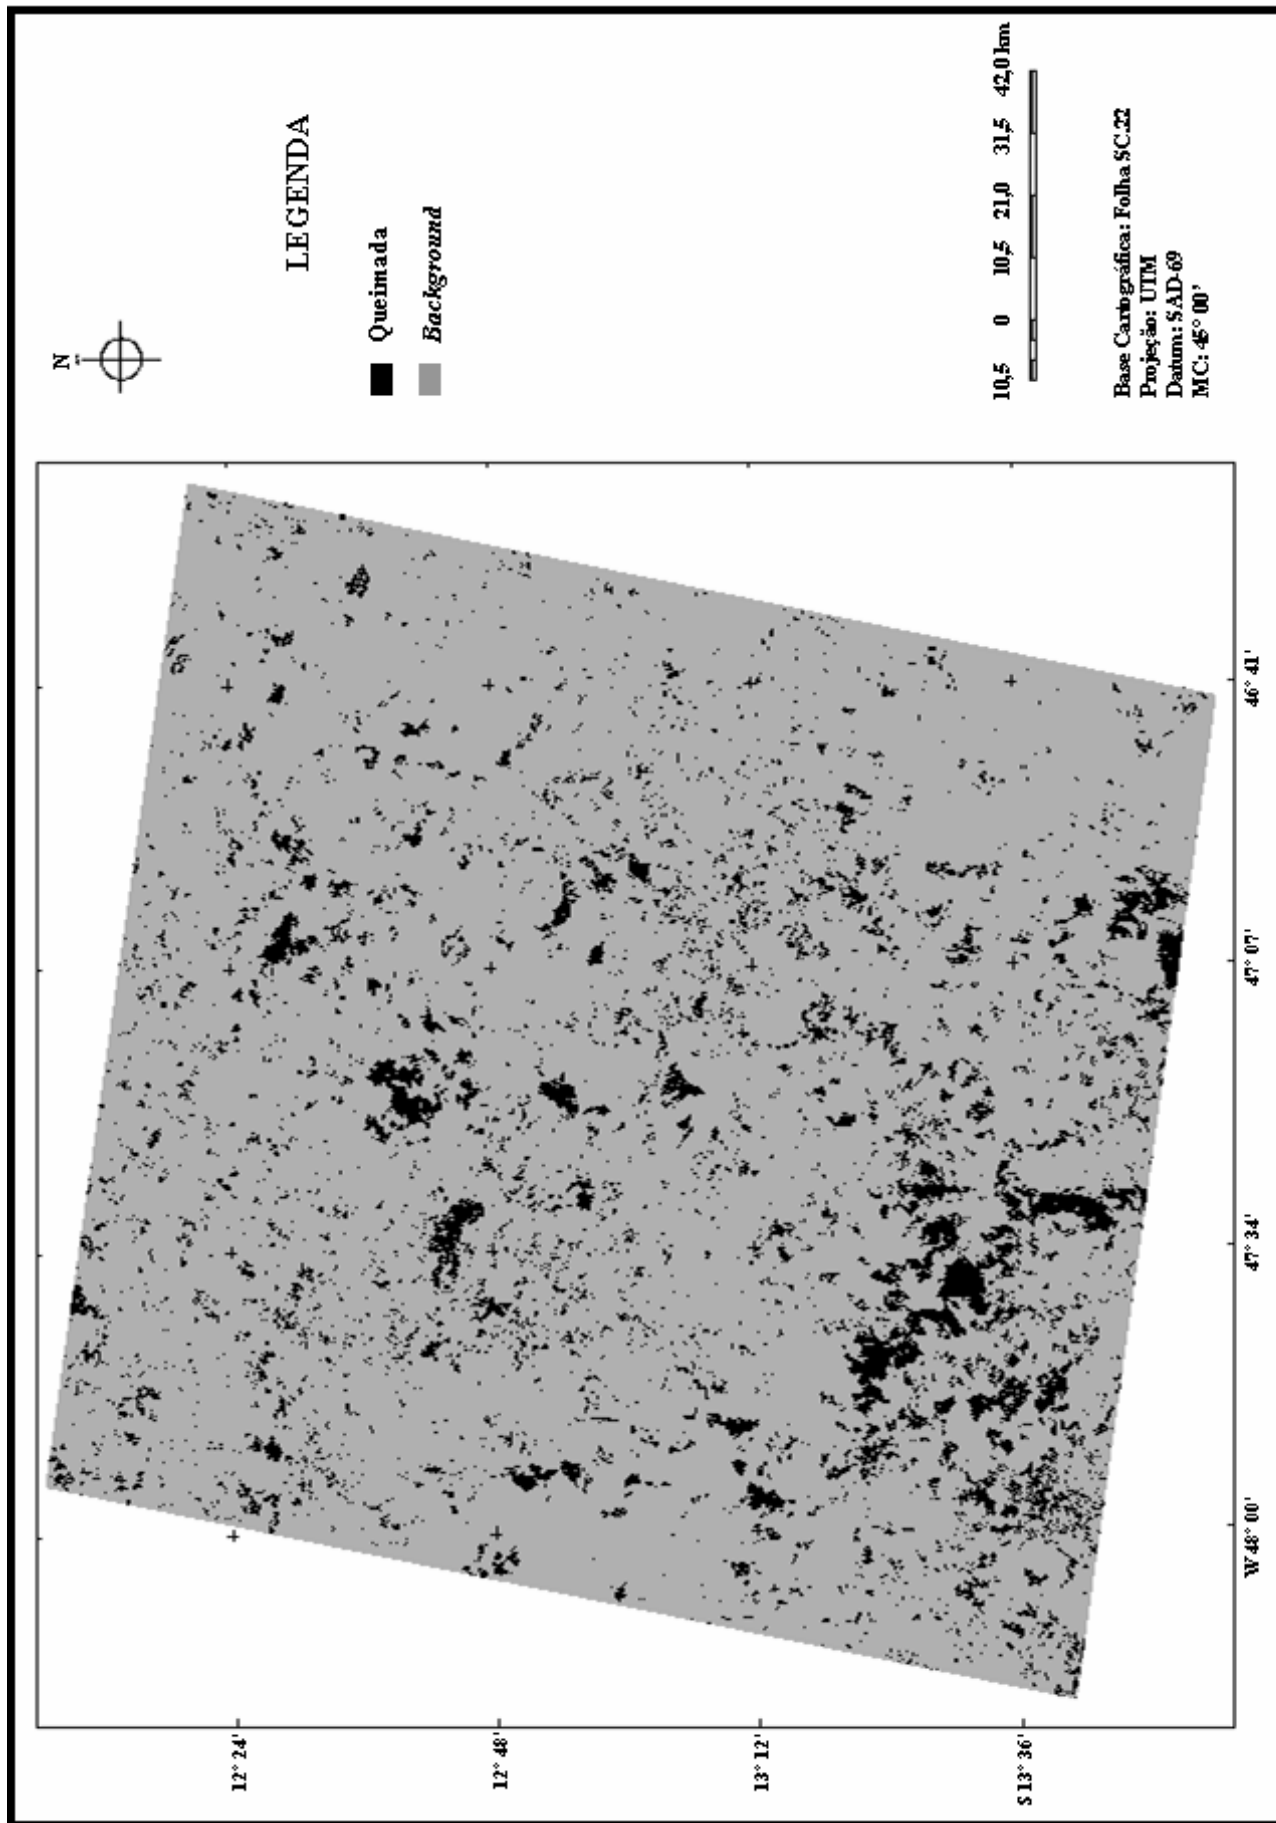 N
LEGENDA
Queimada
Background
10,5 0 10,5 21,0 31,5 42,0 km
Base Cartográfica: Folha SC.22
Projeção: UTM
Datum: SAD-69
MC: 45° 00'
12° 24'
12° 48'
13° 12'
S 13° 36'
W 48° 00' 47° 34' 47° 07' 46° 41'